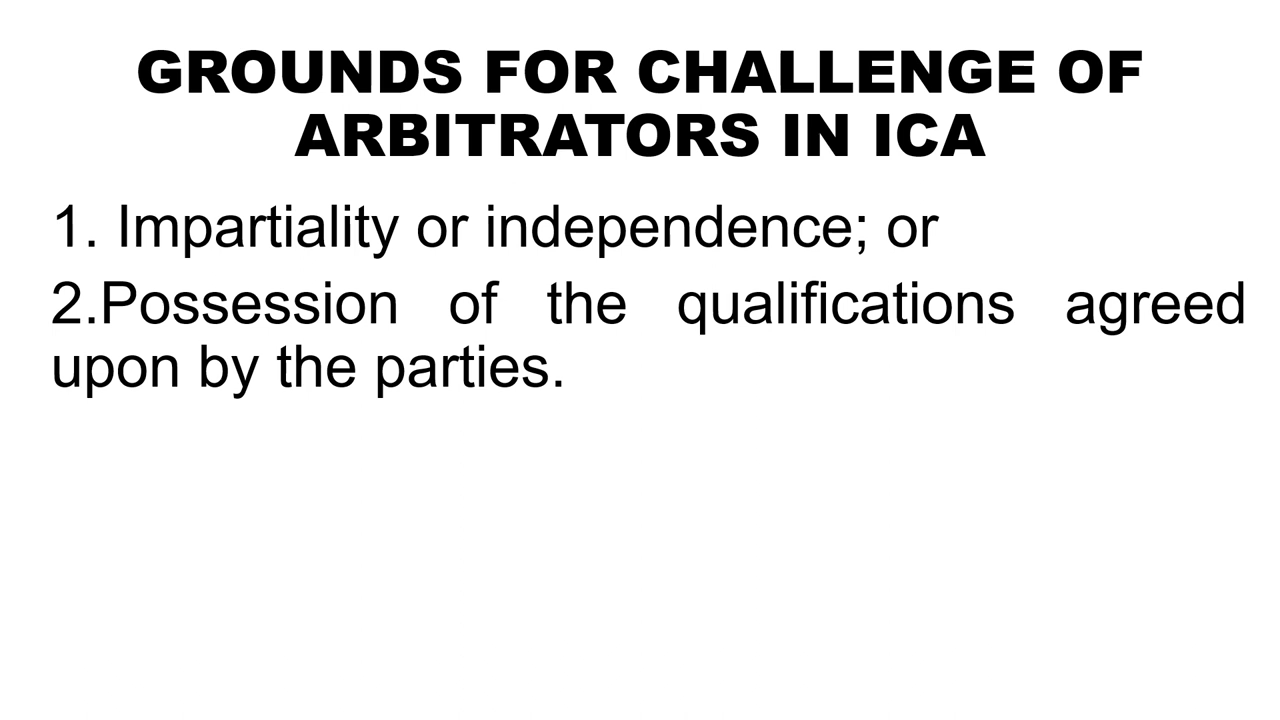 GROUNDS FOR CHALLENGE OF
ARBITRATORS IN ICA
1. Impartiality or independence; or
2.Possession of the qualifications agreed
upon by the parties.